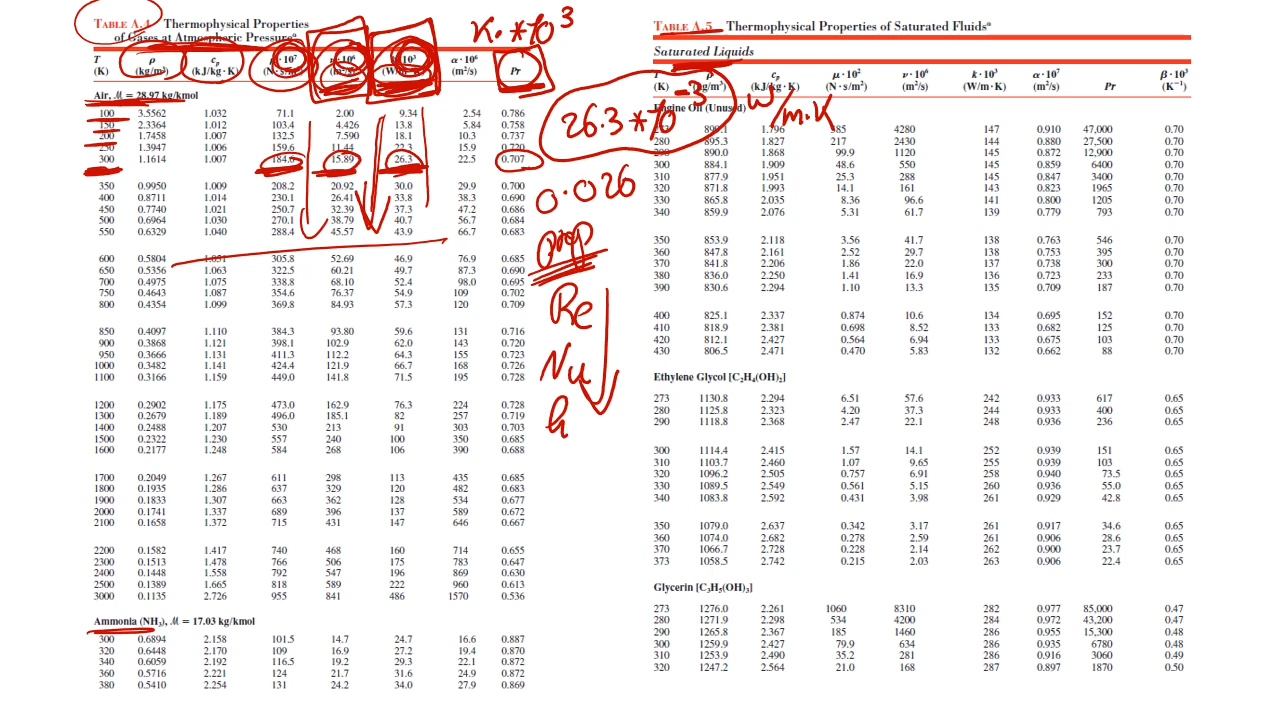 TABLE A.4 Thermophysical Properties
of Gases at Atmospheric Pressureᵃ
T ρ cp μ · 10⁷ ν · 10⁶ k · 10³ α · 10⁶ Pr
(K) (kg/m³) (kJ/kg · K) (N · s/m²) (m²/s) (W/m · K) (m²/s)
Air, ℳ = 28.97 kg/kmol
100 3.5562 1.032 71.1 2.00 9.34 2.54 0.786
150 2.3364 1.012 103.4 4.426 13.8 5.84 0.758
200 1.7458 1.007 132.5 7.590 18.1 10.3 0.737
250 1.3947 1.006 159.6 11.44 22.3 15.9 0.720
300 1.1614 1.007 184.6 15.89 26.3 22.5 0.707
350 0.9950 1.009 208.2 20.92 30.0 29.9 0.700
400 0.8711 1.014 230.1 26.41 33.8 38.3 0.690
450 0.7740 1.021 250.7 32.39 37.3 47.2 0.686
500 0.6964 1.030 270.1 38.79 40.7 56.7 0.684
550 0.6329 1.040 288.4 45.57 43.9 66.7 0.683
600 0.5804 1.051 305.8 52.69 46.9 76.9 0.685
650 0.5356 1.063 322.5 60.21 49.7 87.3 0.690
700 0.4975 1.075 338.8 68.10 52.4 98.0 0.695
750 0.4643 1.087 354.6 76.37 54.9 109 0.702
800 0.4354 1.099 369.8 84.93 57.3 120 0.709
850 0.4097 1.110 384.3 93.80 59.6 131 0.716
900 0.3868 1.121 398.1 102.9 62.0 143 0.720
950 0.3666 1.131 411.3 112.2 64.3 155 0.723
1000 0.3482 1.141 424.4 121.9 66.7 168 0.726
1100 0.3166 1.159 449.0 141.8 71.5 195 0.728
1200 0.2902 1.175 473.0 162.9 76.3 224 0.728
1300 0.2679 1.189 496.0 185.1 82 257 0.719
1400 0.2488 1.207 530 213 91 303 0.703
1500 0.2322 1.230 557 240 100 350 0.685
1600 0.2177 1.248 584 268 106 390 0.688
1700 0.2049 1.267 611 298 113 435 0.685
1800 0.1935 1.286 637 329 120 482 0.683
1900 0.1833 1.307 663 362 128 534 0.677
2000 0.1741 1.337 689 396 137 589 0.672
2100 0.1658 1.372 715 431 147 646 0.667
2200 0.1582 1.417 740 468 160 714 0.655
2300 0.1513 1.478 766 506 175 783 0.647
2400 0.1448 1.558 792 547 196 869 0.630
2500 0.1389 1.665 818 589 222 960 0.613
3000 0.1135 2.726 955 841 486 1570 0.536
Ammonia (NH₃), ℳ = 17.03 kg/kmol
300 0.6894 2.158 101.5 14.7 24.7 16.6 0.887
320 0.6448 2.170 109 16.9 27.2 19.4 0.870
340 0.6059 2.192 116.5 19.2 29.3 22.1 0.872
360 0.5716 2.221 124 21.7 31.6 24.9 0.872
380 0.5410 2.254 131 24.2 34.0 27.9 0.869
K. *10³
26.3 *10⁻³ W/m.K
0.026
prop
Re
Nu
h
TABLE A.5 Thermophysical Properties of Saturated Fluidsᵃ
Saturated Liquids
T ρ cp μ · 10² ν · 10⁶ k · 10³ α · 10⁷ Pr β · 10³
(K) (kg/m³) (kJ/kg · K) (N · s/m²) (m²/s) (W/m · K) (m²/s) (K⁻¹)
Engine Oil (Unused)
273 899.1 1.796 385 4280 147 0.910 47,000 0.70
280 895.3 1.827 217 2430 144 0.880 27,500 0.70
290 890.0 1.868 99.9 1120 145 0.872 12,900 0.70
300 884.1 1.909 48.6 550 145 0.859 6400 0.70
310 877.9 1.951 25.3 288 145 0.847 3400 0.70
320 871.8 1.993 14.1 161 143 0.823 1965 0.70
330 865.8 2.035 8.36 96.6 141 0.800 1205 0.70
340 859.9 2.076 5.31 61.7 139 0.779 793 0.70
350 853.9 2.118 3.56 41.7 138 0.763 546 0.70
360 847.8 2.161 2.52 29.7 138 0.753 395 0.70
370 841.8 2.206 1.86 22.0 137 0.738 300 0.70
380 836.0 2.250 1.41 16.9 136 0.723 233 0.70
390 830.6 2.294 1.10 13.3 135 0.709 187 0.70
400 825.1 2.337 0.874 10.6 134 0.695 152 0.70
410 818.9 2.381 0.698 8.52 133 0.682 125 0.70
420 812.1 2.427 0.564 6.94 133 0.675 103 0.70
430 806.5 2.471 0.470 5.83 132 0.662 88 0.70
Ethylene Glycol [C₂H₄(OH)₂]
273 1130.8 2.294 6.51 57.6 242 0.933 617 0.65
280 1125.8 2.323 4.20 37.3 244 0.933 400 0.65
290 1118.8 2.368 2.47 22.1 248 0.936 236 0.65
300 1114.4 2.415 1.57 14.1 252 0.939 151 0.65
310 1103.7 2.460 1.07 9.65 255 0.939 103 0.65
320 1096.2 2.505 0.757 6.91 258 0.940 73.5 0.65
330 1089.5 2.549 0.561 5.15 260 0.936 55.0 0.65
340 1083.8 2.592 0.431 3.98 261 0.929 42.8 0.65
350 1079.0 2.637 0.342 3.17 261 0.917 34.6 0.65
360 1074.0 2.682 0.278 2.59 261 0.906 28.6 0.65
370 1066.7 2.728 0.228 2.14 262 0.900 23.7 0.65
373 1058.5 2.742 0.215 2.03 263 0.906 22.4 0.65
Glycerin [C₃H₅(OH)₃]
273 1276.0 2.261 1060 8310 282 0.977 85,000 0.47
280 1271.9 2.298 534 4200 284 0.972 43,200 0.47
290 1265.8 2.367 185 1460 286 0.955 15,300 0.48
300 1259.9 2.427 79.9 634 286 0.935 6780 0.48
310 1253.9 2.490 35.2 281 286 0.916 3060 0.49
320 1247.2 2.564 21.0 168 287 0.897 1870 0.50